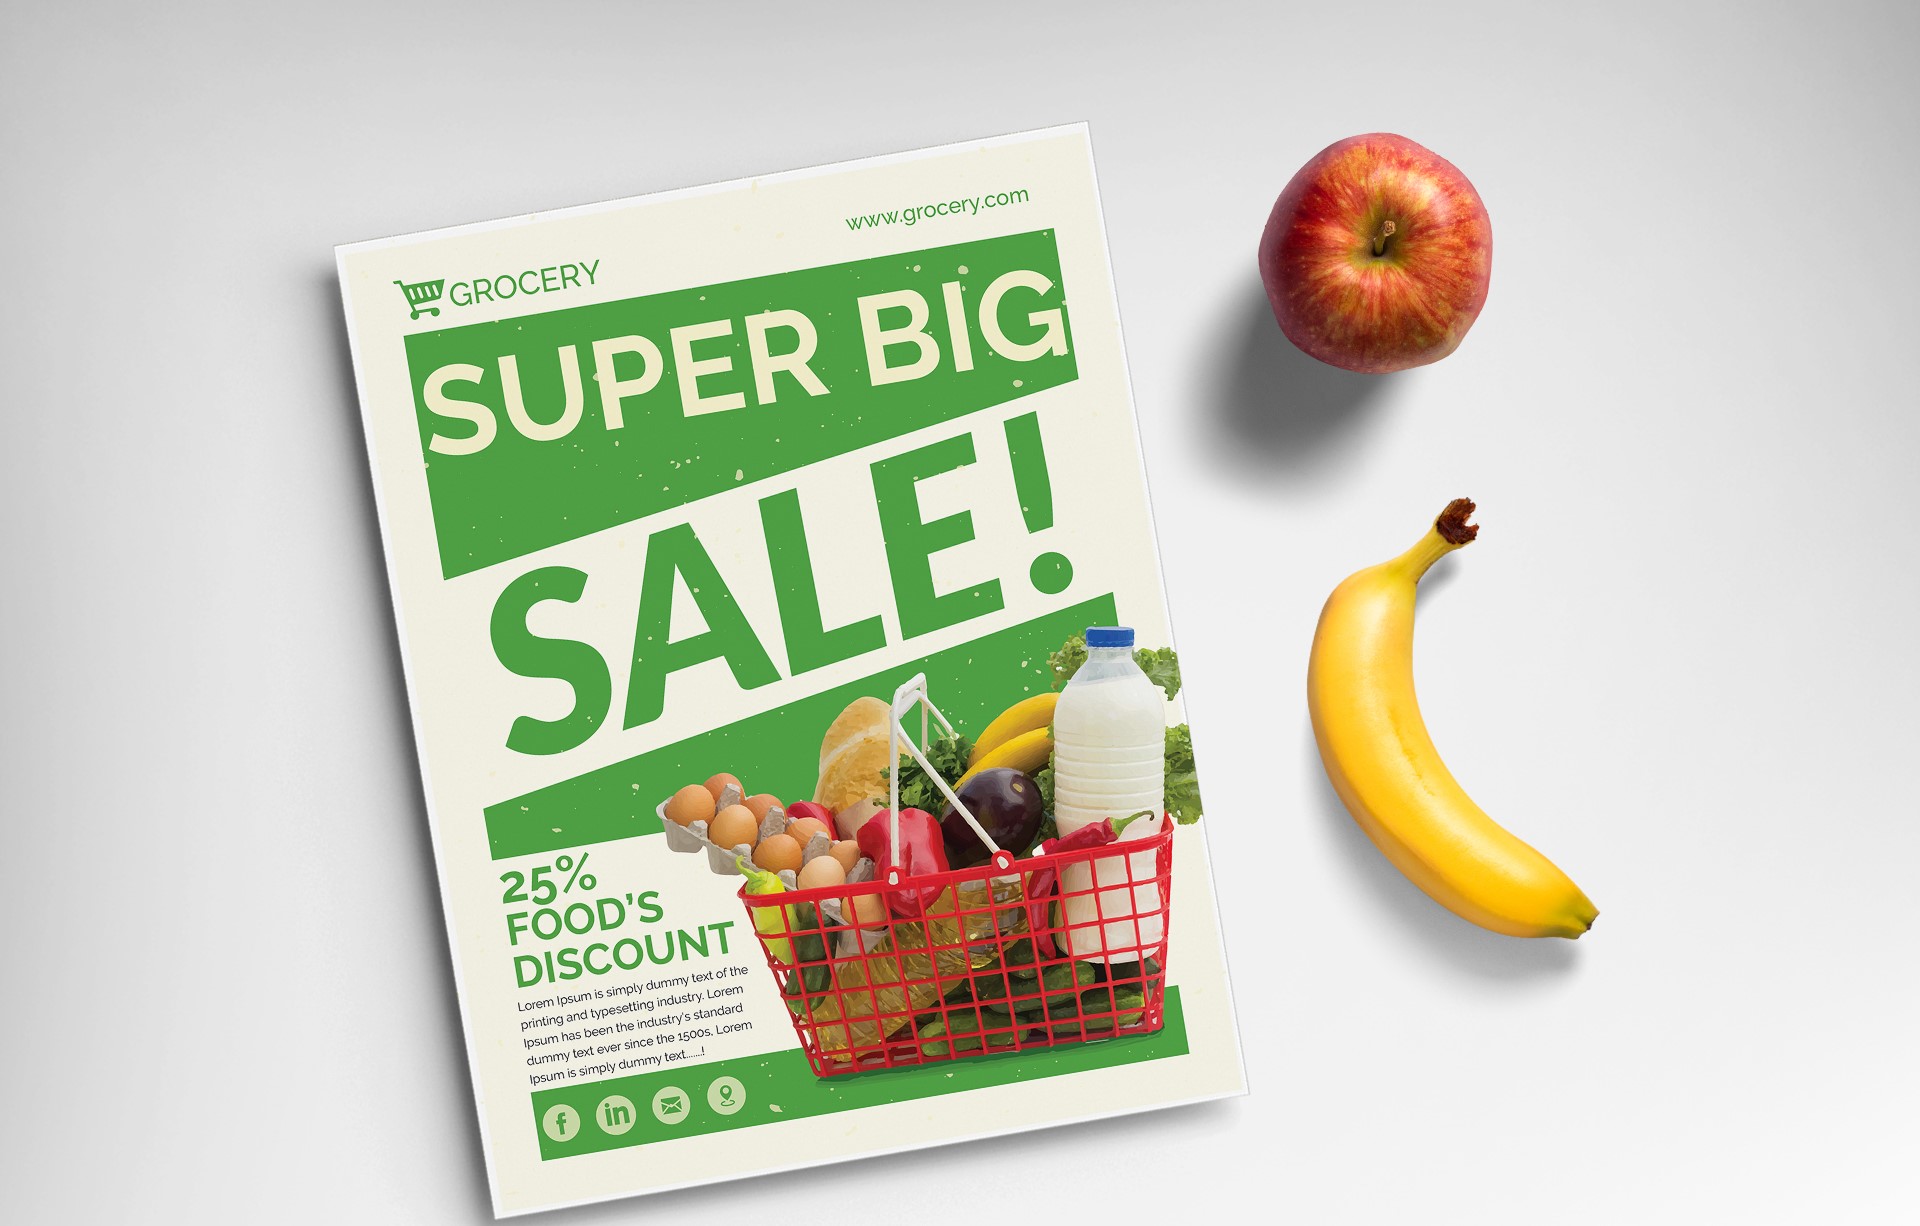 www.grocery.com
GROCERY
SUPER BIG
SALE!
25%
FOOD'S
DISCOUNT
Lorem Ipsum is simply dummy text of the
printing and typesetting industry. Lorem
Ipsum has been the industry's standard
dummy text ever since the 1500s, Lorem
Ipsum is simply dummy text......!
f in